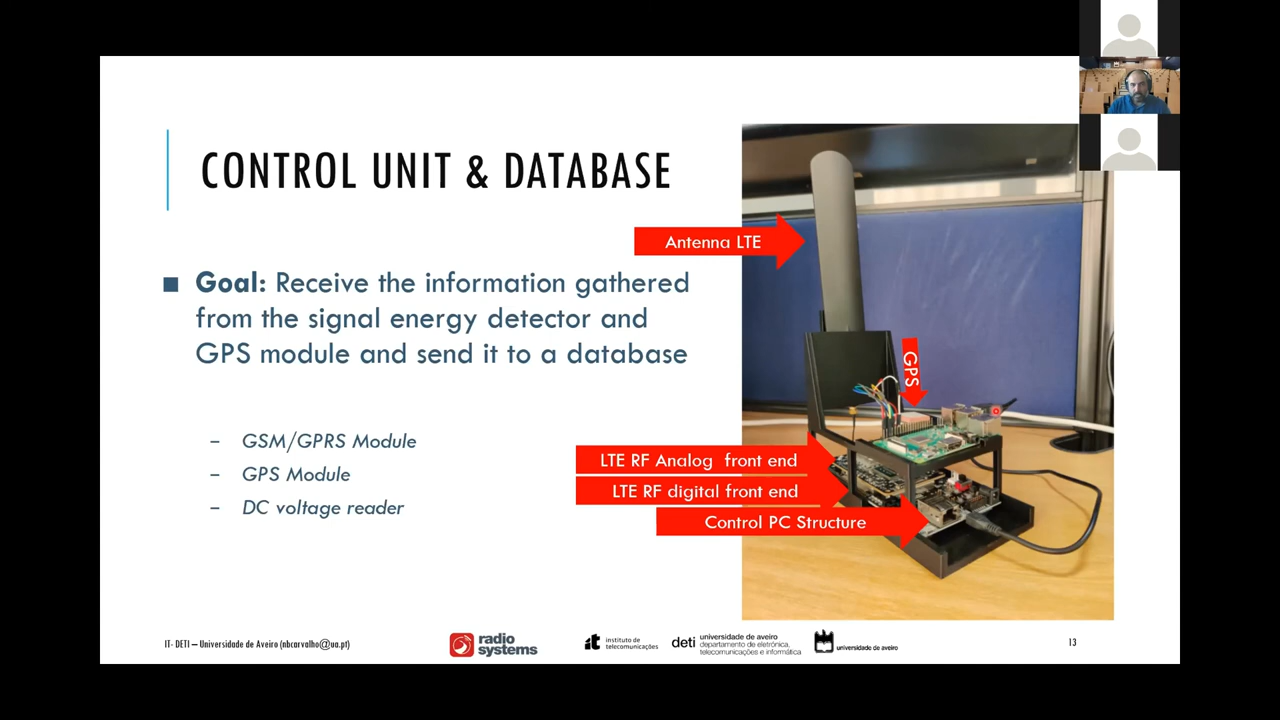 CONTROL UNIT & DATABASE
■ Goal: Receive the information gathered
from the signal energy detector and
GPS module and send it to a database
– GSM/GPRS Module
– GPS Module
– DC voltage reader
Antenna LTE
GPS
LTE RF Analog front end
LTE RF digital front end
Control PC Structure
IT- DETI – Universidade de Aveiro (nbcarvalho@ua.pt)
radio
systems
it
instituto de
telecomunicações
deti
universidade de aveiro
departamento de eletrónica,
telecomunicações e informática
universidade de aveiro
13